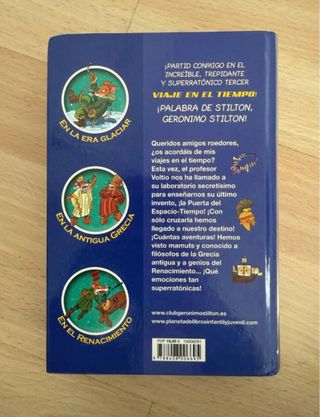 ¡PARTID CONMIGO EN EL
INCREÍBLE, TREPIDANTE
Y SUPERRATÓNICO TERCER
VIAJE EN EL TIEMPO!
¡PALABRA DE STILTON,
GERONIMO STILTON!
EN LA ERA GLACIAR
Queridos amigos roedores,
¿os acordáis de mis
viajes en el tiempo?
Esta vez, el profesor
Voltio nos ha llamado a
su laboratorio secretísimo
para enseñarnos su último
invento, ¡la Puerta del
Espacio-Tiempo! ¡Con
sólo cruzarla hemos
llegado a nuestro destino!
¡Cuántas aventuras! Hemos
visto mamuts y conocido a
filósofos de la Grecia
antigua y a genios del
Renacimiento... ¡Qué
emociones tan
superratónicas!
EN LA ANTIGUA GRECIA
EN EL RENACIMIENTO
www.clubgeronimostilton.es
www.planetadelibrosinfantilyjuvenil.com
PVP 19,95 €